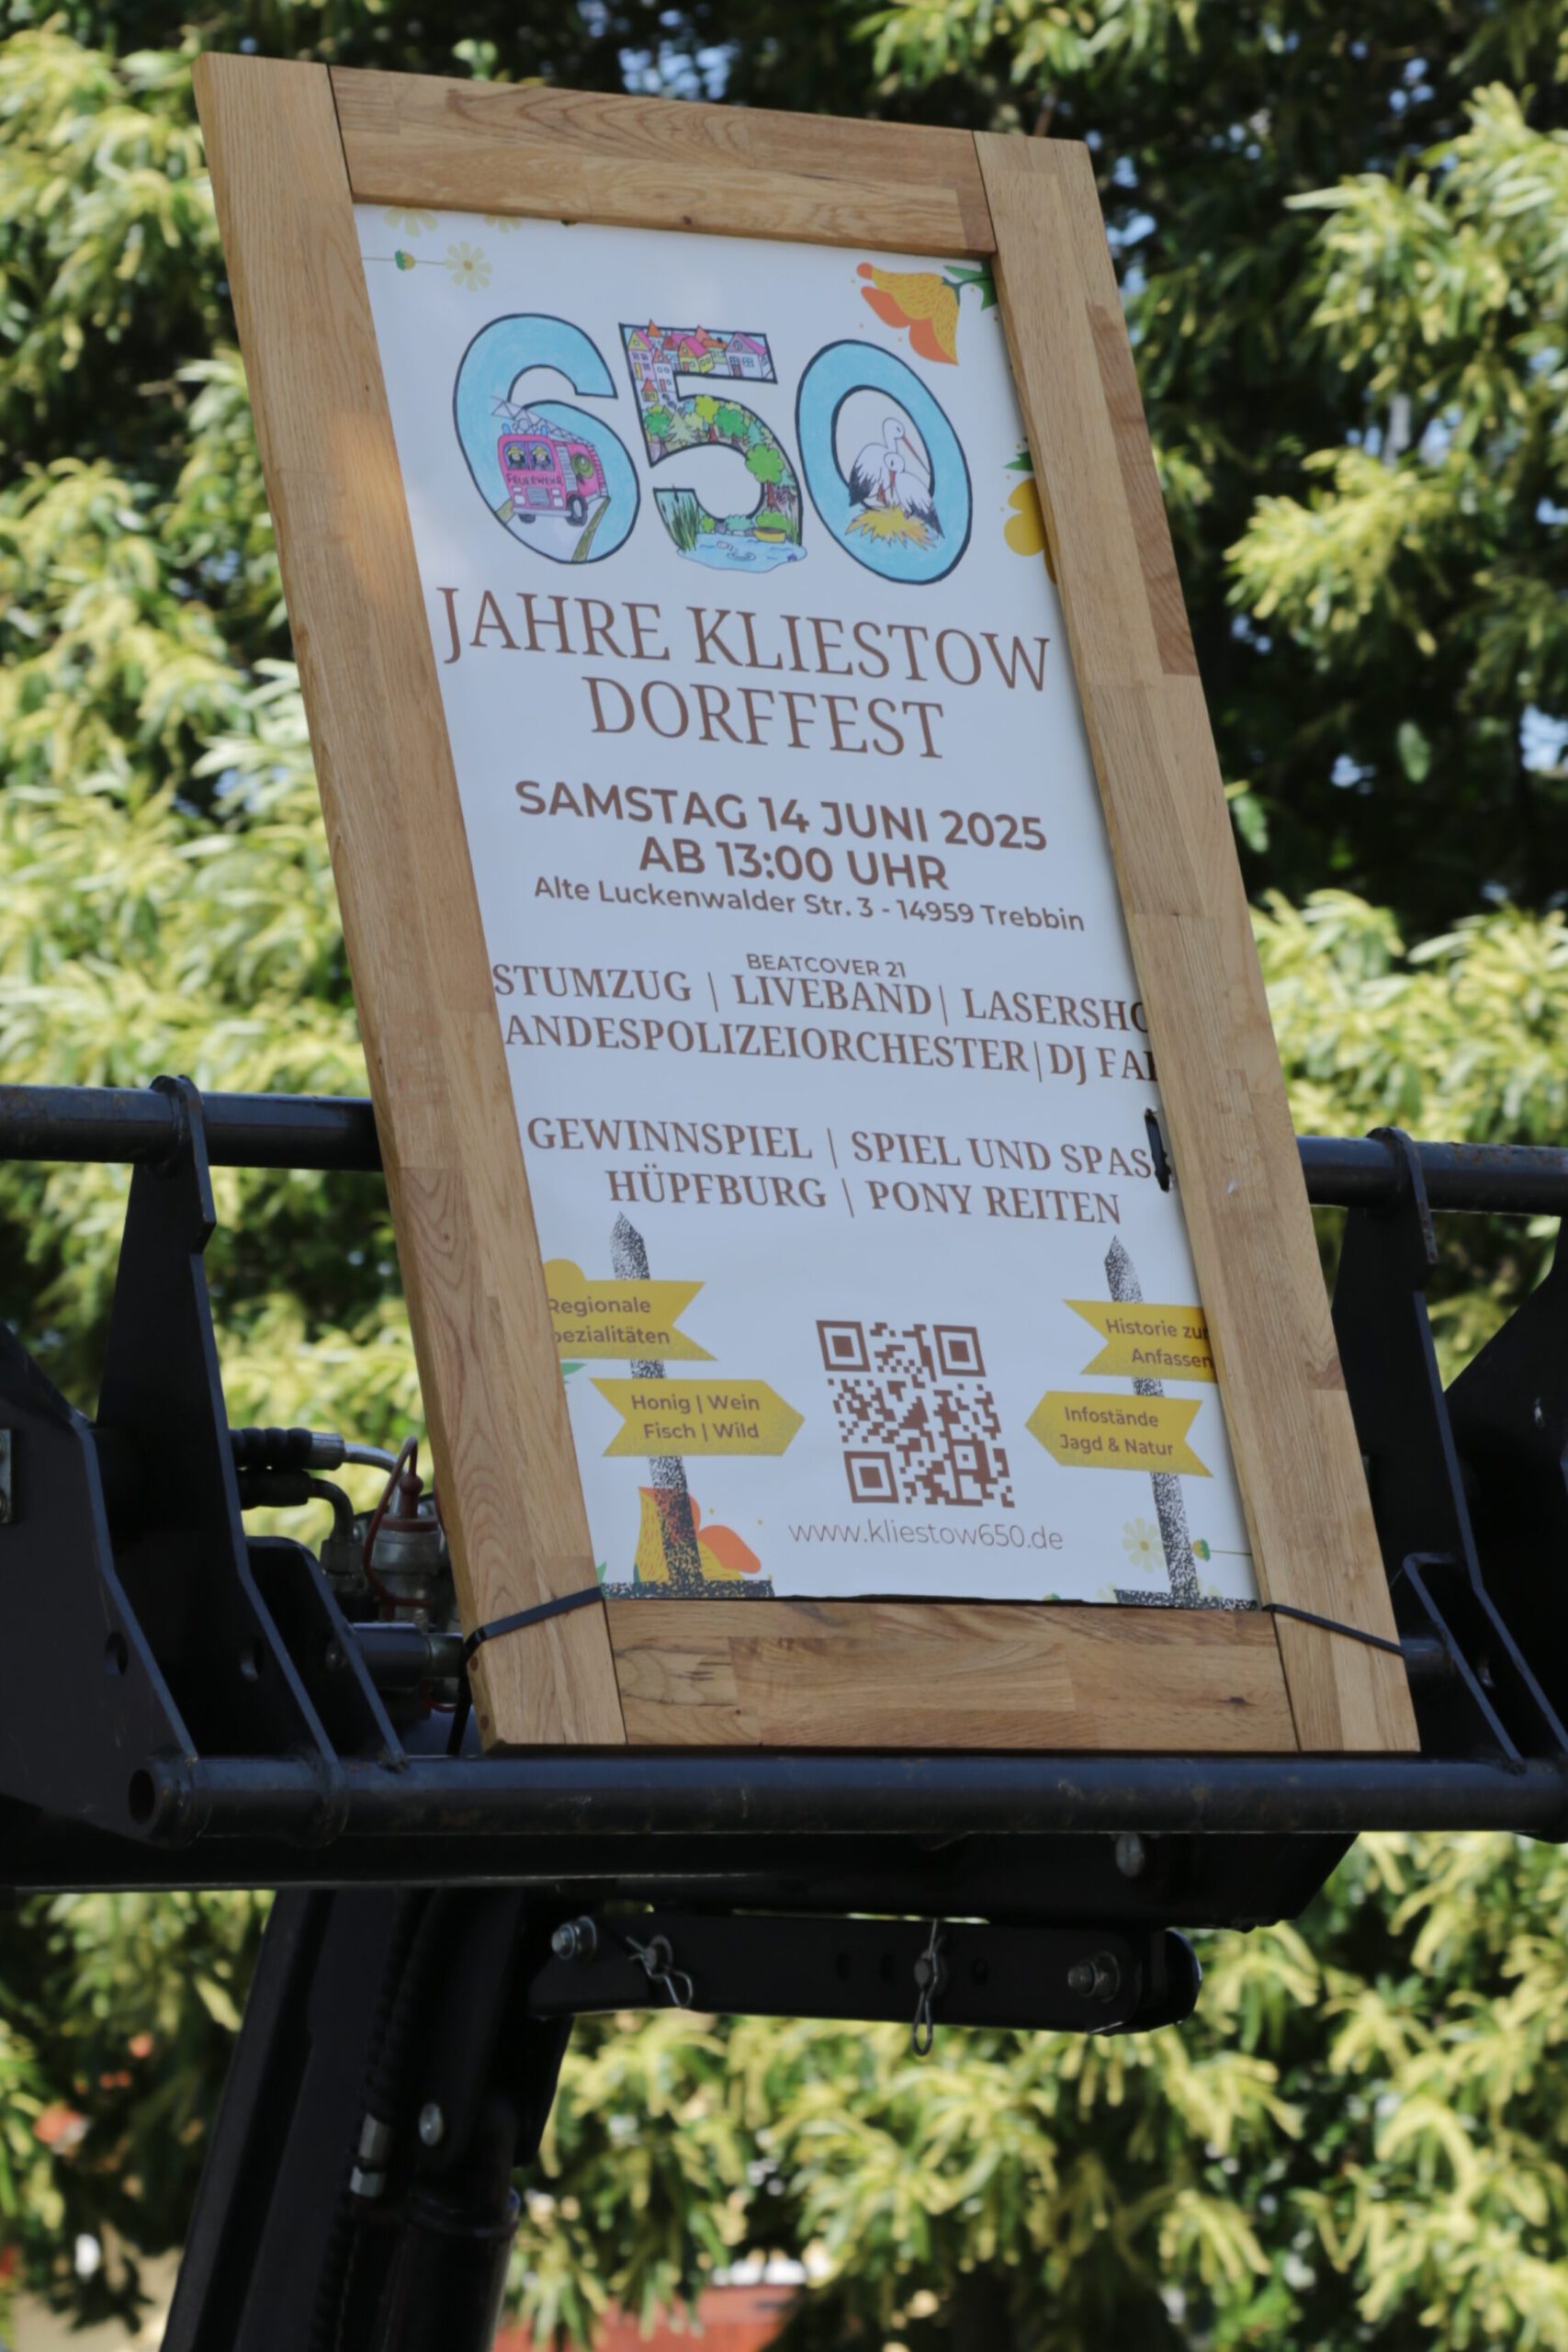 650
FEUERWEHR
JAHRE KLIESTOW
DORFFEST
SAMSTAG 14 JUNI 2025
AB 13:00 UHR
Alte Luckenwalder Str. 3 - 14959 Trebbin
BEATCOVER 21
STUMZUG | LIVEBAND | LASERSHO
ANDESPOLIZEIORCHESTER | DJ FA
GEWINNSPIEL | SPIEL UND SPAS
HÜPFBURG | PONY REITEN
Regionale
pezialitäten
Honig | Wein
Fisch | Wild
Historie zu
Anfassen
Infostände
Jagd & Natur
www.kliestow650.de